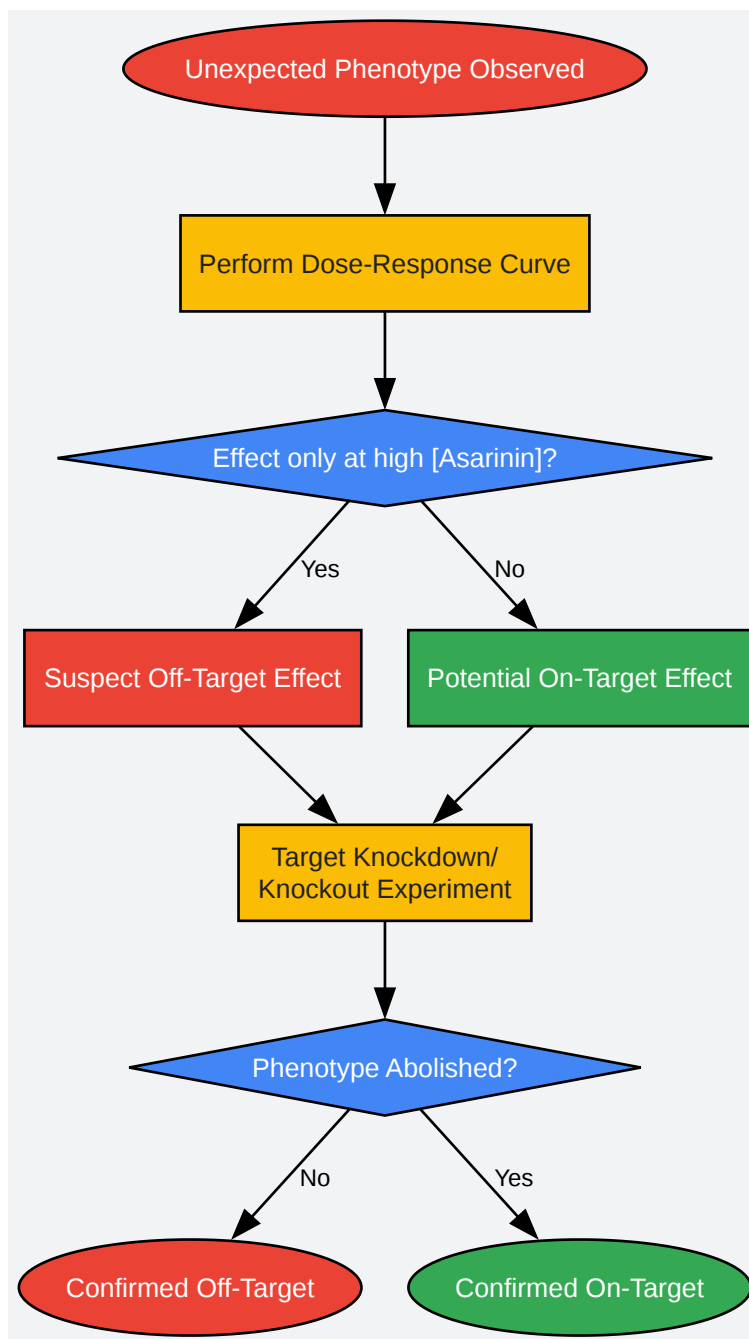 Unexpected Phenotype Observed
Perform Dose-Response Curve
Effect only at high [Asarinin]?
Yes
No
Suspect Off-Target Effect
Potential On-Target Effect
Target Knockdown/
Knockout Experiment
Phenotype Abolished?
No
Yes
Confirmed Off-Target
Confirmed On-Target